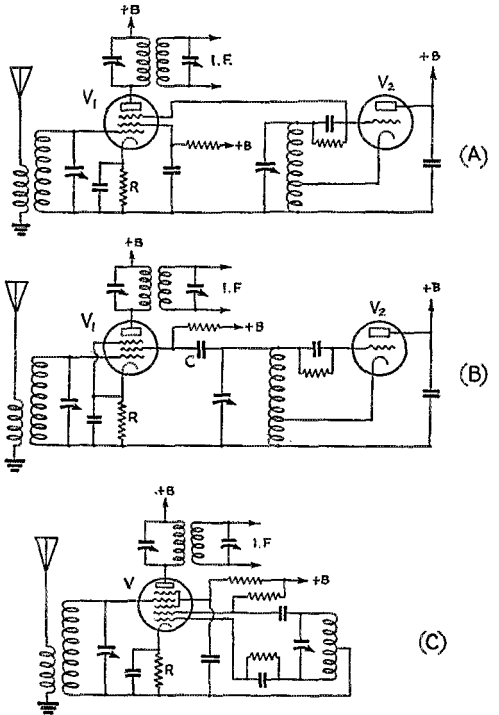 +B
I.F.
V1
+B
V2
+B
R
(A)
+B
I.F
V1
+B
C
V2
+B
R
(B)
+B
I.F
V
+B
R
(C)